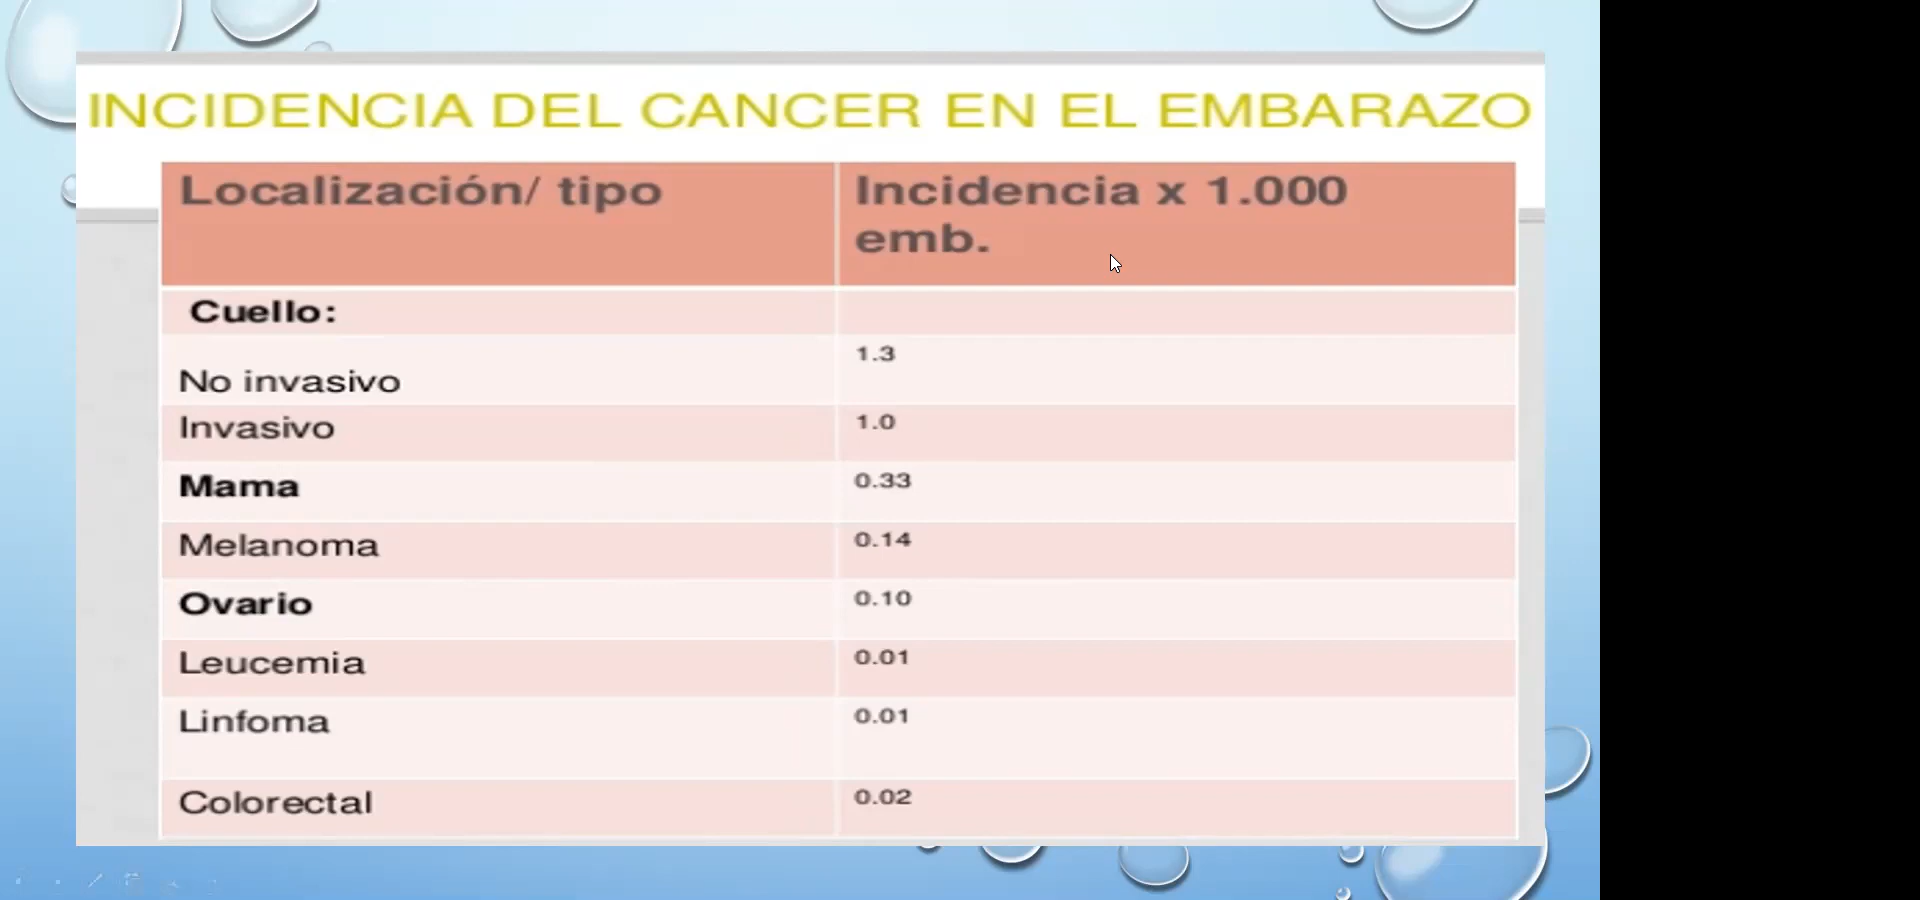 INCIDENCIA DEL CANCER EN EL EMBARAZO
Localización/ tipo
Incidencia x 1.000
emb.
Cuello:
No invasivo
1.3
Invasivo
1.0
Mama
0.33
Melanoma
0.14
Ovario
0.10
Leucemia
0.01
Linfoma
0.01
Colorectal
0.02